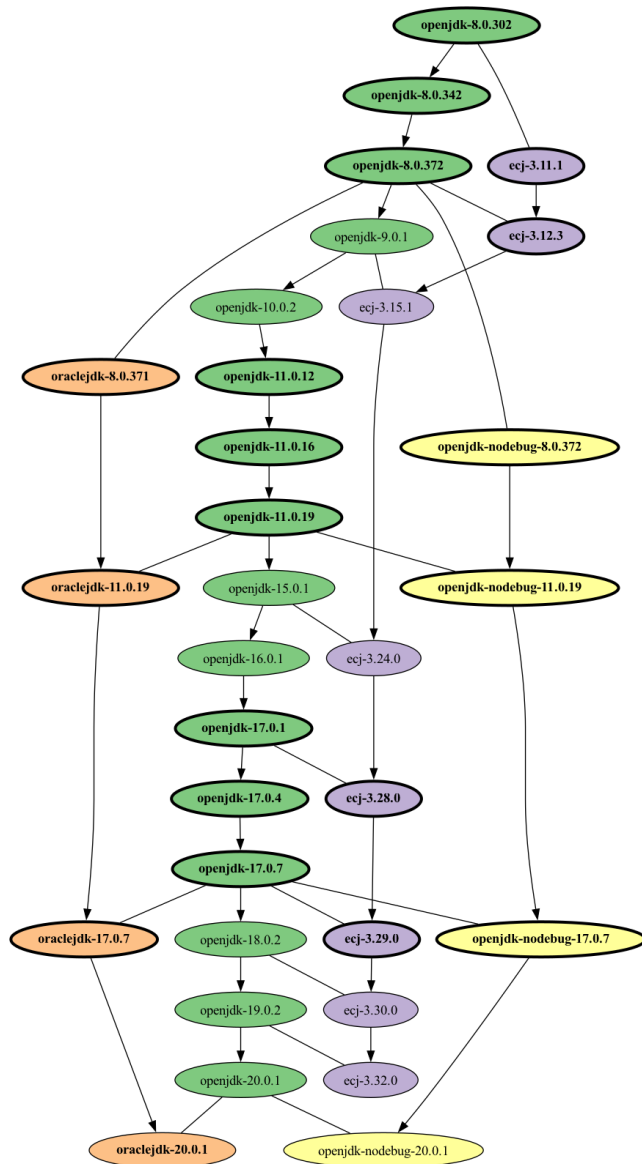 openjdk-8.0.302
openjdk-8.0.342
openjdk-8.0.372
ecj-3.11.1
openjdk-9.0.1
ecj-3.12.3
openjdk-10.0.2
ecj-3.15.1
oraclejdk-8.0.371
openjdk-11.0.12
openjdk-11.0.16
openjdk-nodebug-8.0.372
openjdk-11.0.19
oraclejdk-11.0.19
openjdk-15.0.1
openjdk-nodebug-11.0.19
openjdk-16.0.1
ecj-3.24.0
openjdk-17.0.1
openjdk-17.0.4
ecj-3.28.0
openjdk-17.0.7
oraclejdk-17.0.7
openjdk-18.0.2
ecj-3.29.0
openjdk-nodebug-17.0.7
openjdk-19.0.2
ecj-3.30.0
openjdk-20.0.1
ecj-3.32.0
oraclejdk-20.0.1
openjdk-nodebug-20.0.1